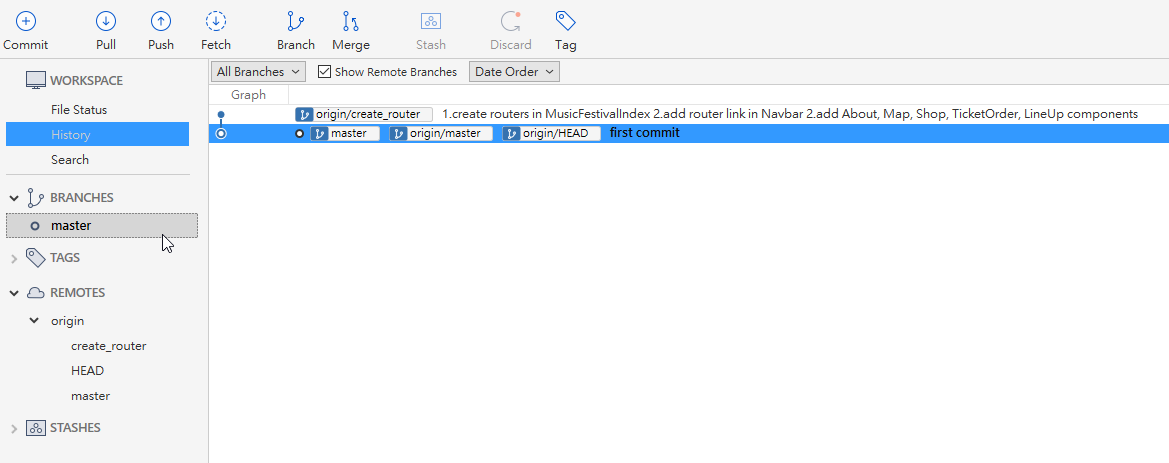 Commit Pull Push Fetch Branch Merge Stash Discard Tag
WORKSPACE
File Status
History
Search
BRANCHES
master
TAGS
REMOTES
origin
create_router
HEAD
master
STASHES
All Branches Show Remote Branches Date Order
Graph
origin/create_router 1.create routers in MusicFestivalIndex 2.add router link in Navbar 2.add About, Map, Shop, TicketOrder, LineUp components
master origin/master origin/HEAD first commit